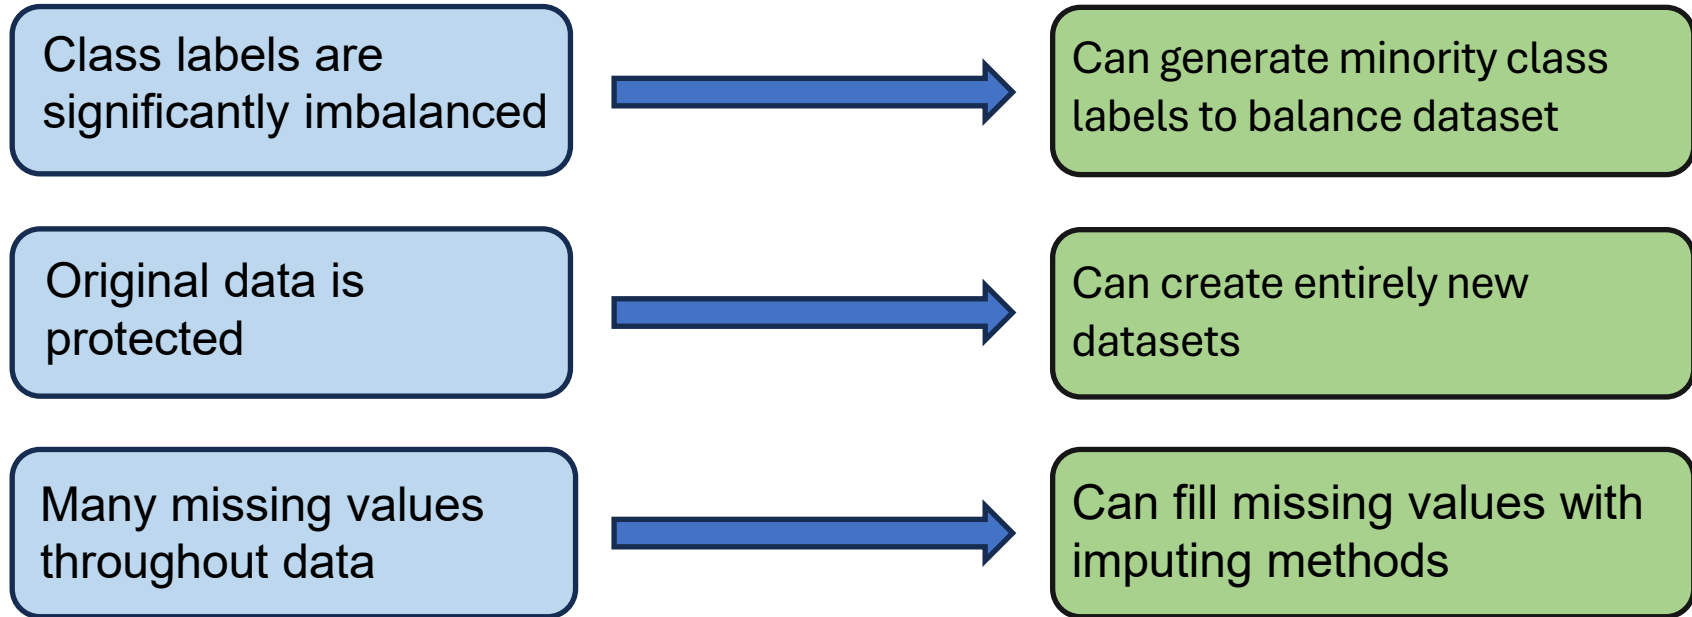 Class labels are
significantly imbalanced
Can generate minority class
labels to balance dataset
Original data is
protected
Can create entirely new
datasets
Many missing values
throughout data
Can fill missing values with
imputing methods